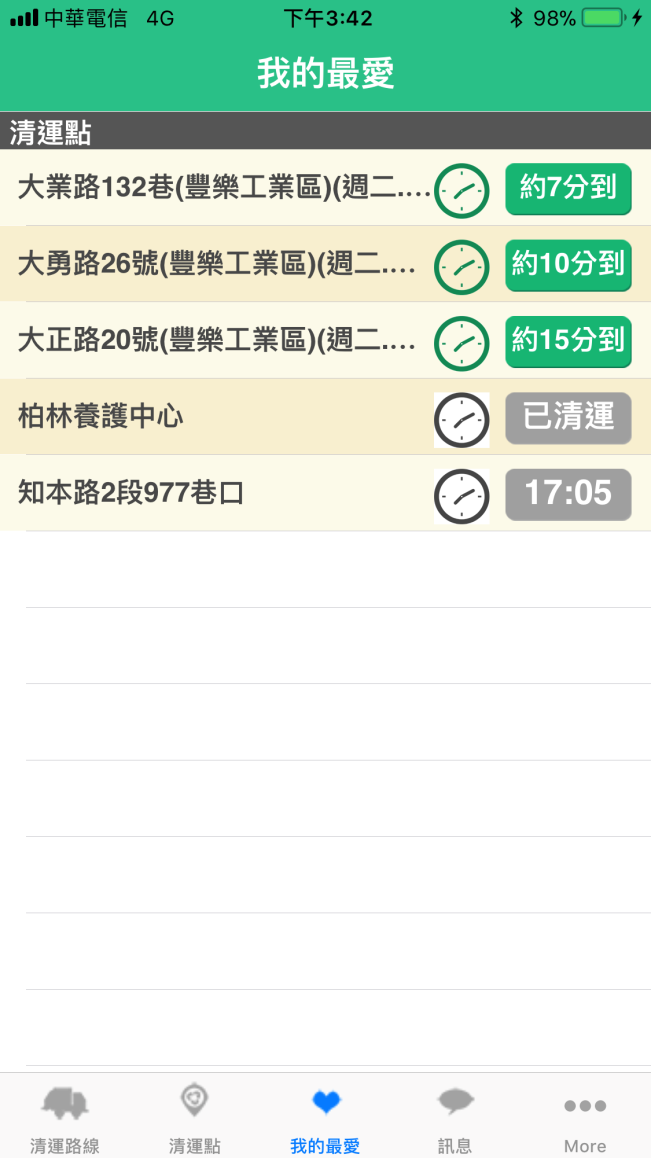 中華電信 4G 下午3:42 98%
我的最愛
清運點
大業路132巷(豐樂工業區)(週二.... 約7分到
大勇路26號(豐樂工業區)(週二.... 約10分到
大正路20號(豐樂工業區)(週二.... 約15分到
柏林養護中心 已清運
知本路2段977巷口 17:05
清運路線 清運點 我的最愛 訊息 More